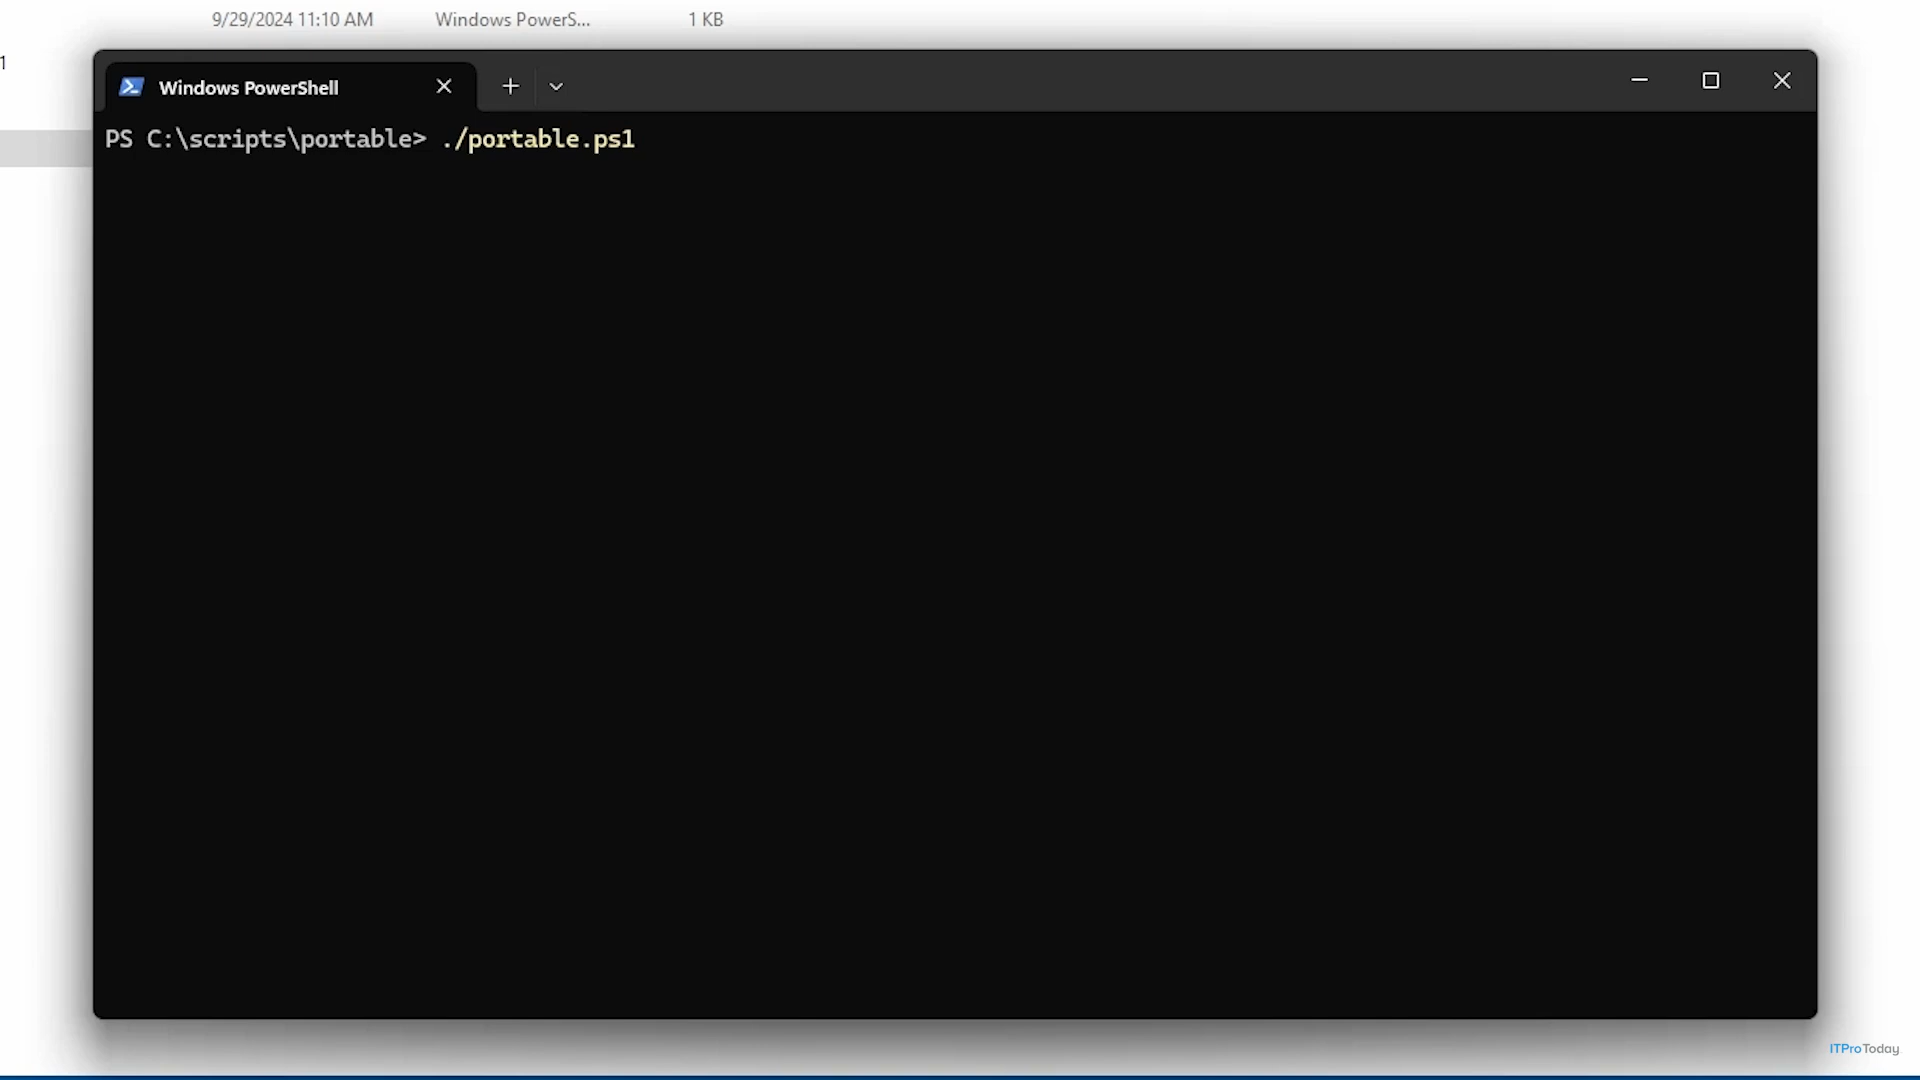 9/29/2024 11:10 AM Windows PowerS... 1 KB
1
Windows PowerShell
PS C:\scripts\portable> ./portable.ps1
ITProToday